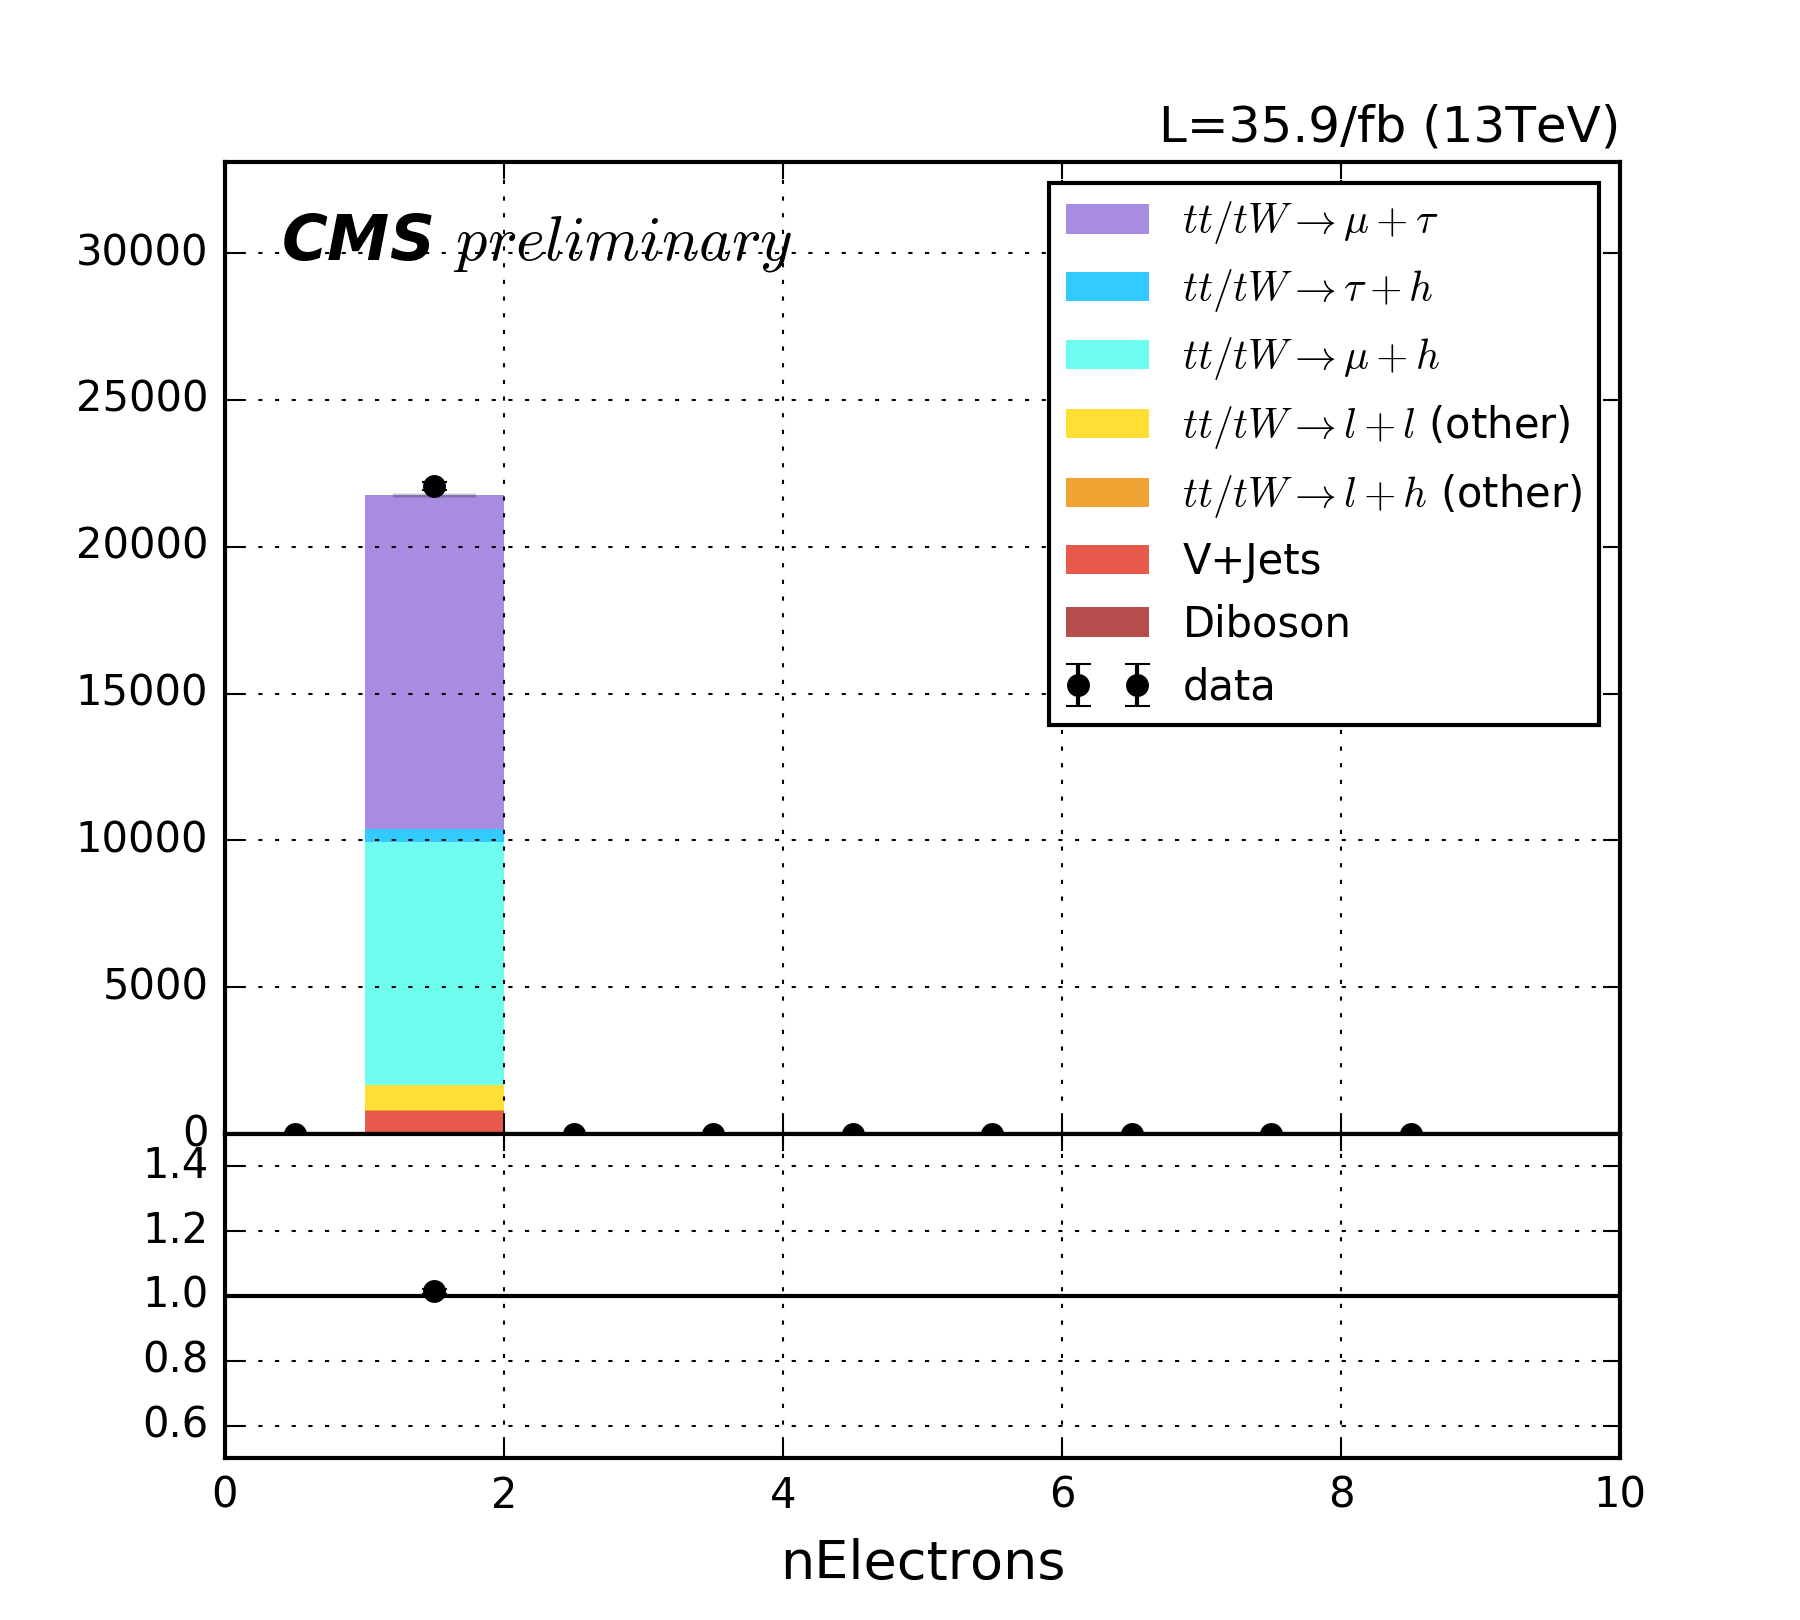 L=35.9/fb (13TeV)
CMS preliminary
30000
25000
20000
15000
10000
5000
0
tt/tW→μ+τ
tt/tW→τ+h
tt/tW→μ+h
tt/tW→l+l (other)
tt/tW→l+h (other)
V+Jets
Diboson
data
1.4
1.2
1.0
0.8
0.6
0 2 4 6 8 10
nElectrons